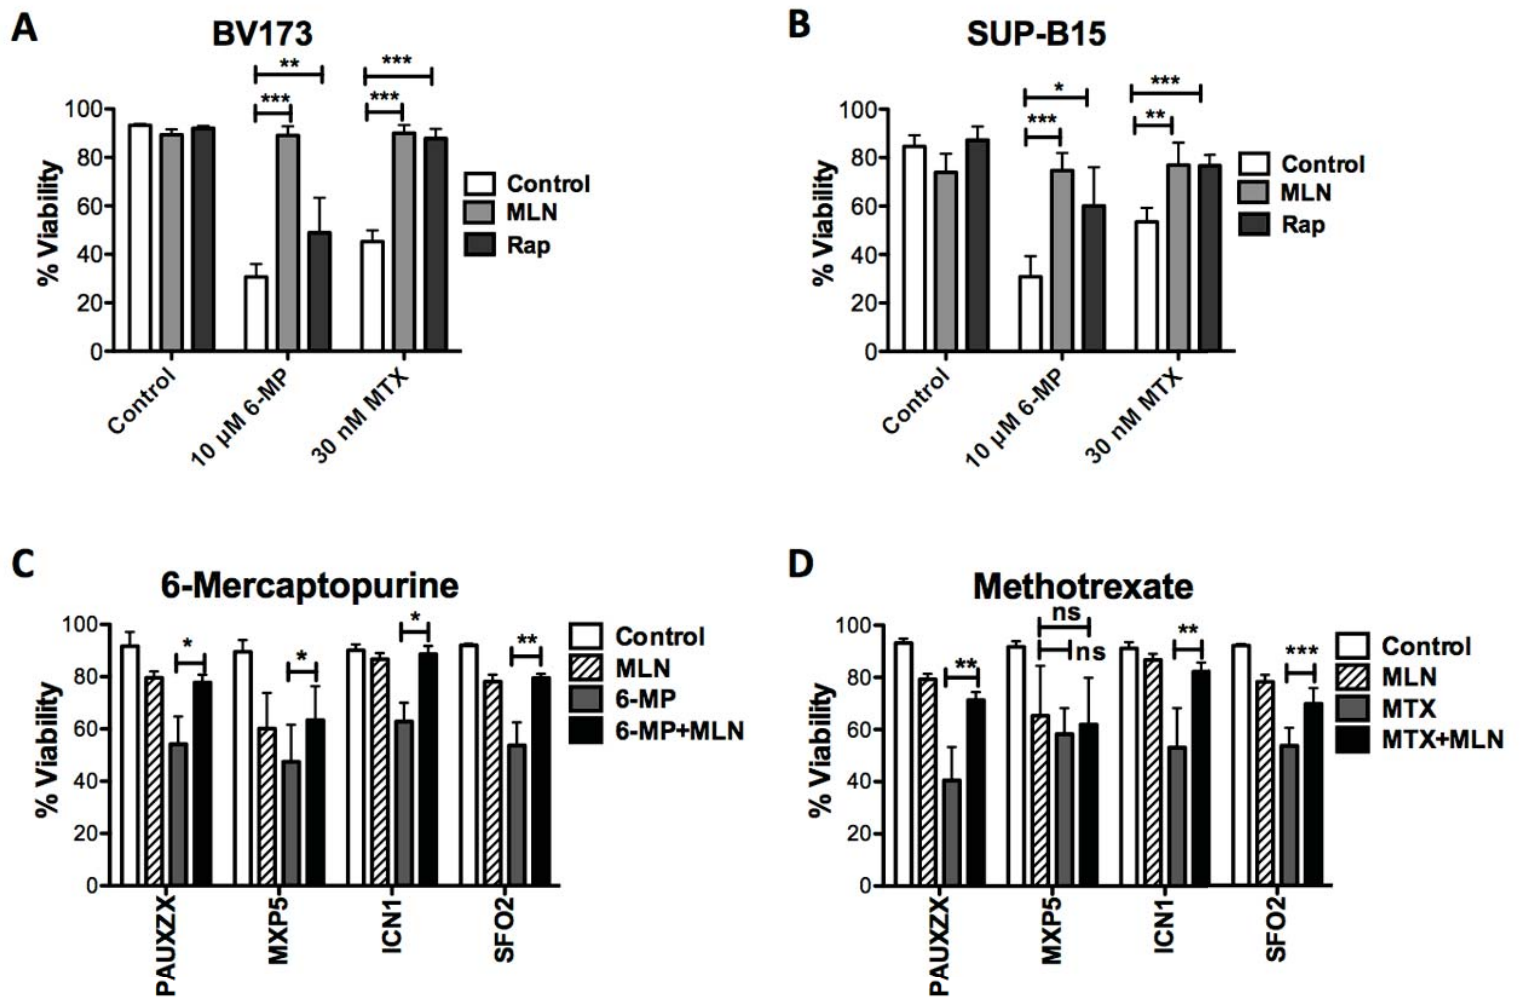 A
BV173
**
***
***
***
% Viability
100
80
60
40
20
0
Control
10 µM 6-MP
30 nM MTX
Control
MLN
Rap
B
SUP-B15
*
***
***
**
% Viability
100
80
60
40
20
0
Control
10 µM 6-MP
30 nM MTX
Control
MLN
Rap
C
6-Mercaptopurine
*
*
*
**
% Viability
100
80
60
40
20
0
PAUXZX
MXP5
ICN1
SFO2
Control
MLN
6-MP
6-MP+MLN
D
Methotrexate
**
ns
ns
**
***
% Viability
100
80
60
40
20
0
PAUXZX
MXP5
ICN1
SFO2
Control
MLN
MTX
MTX+MLN